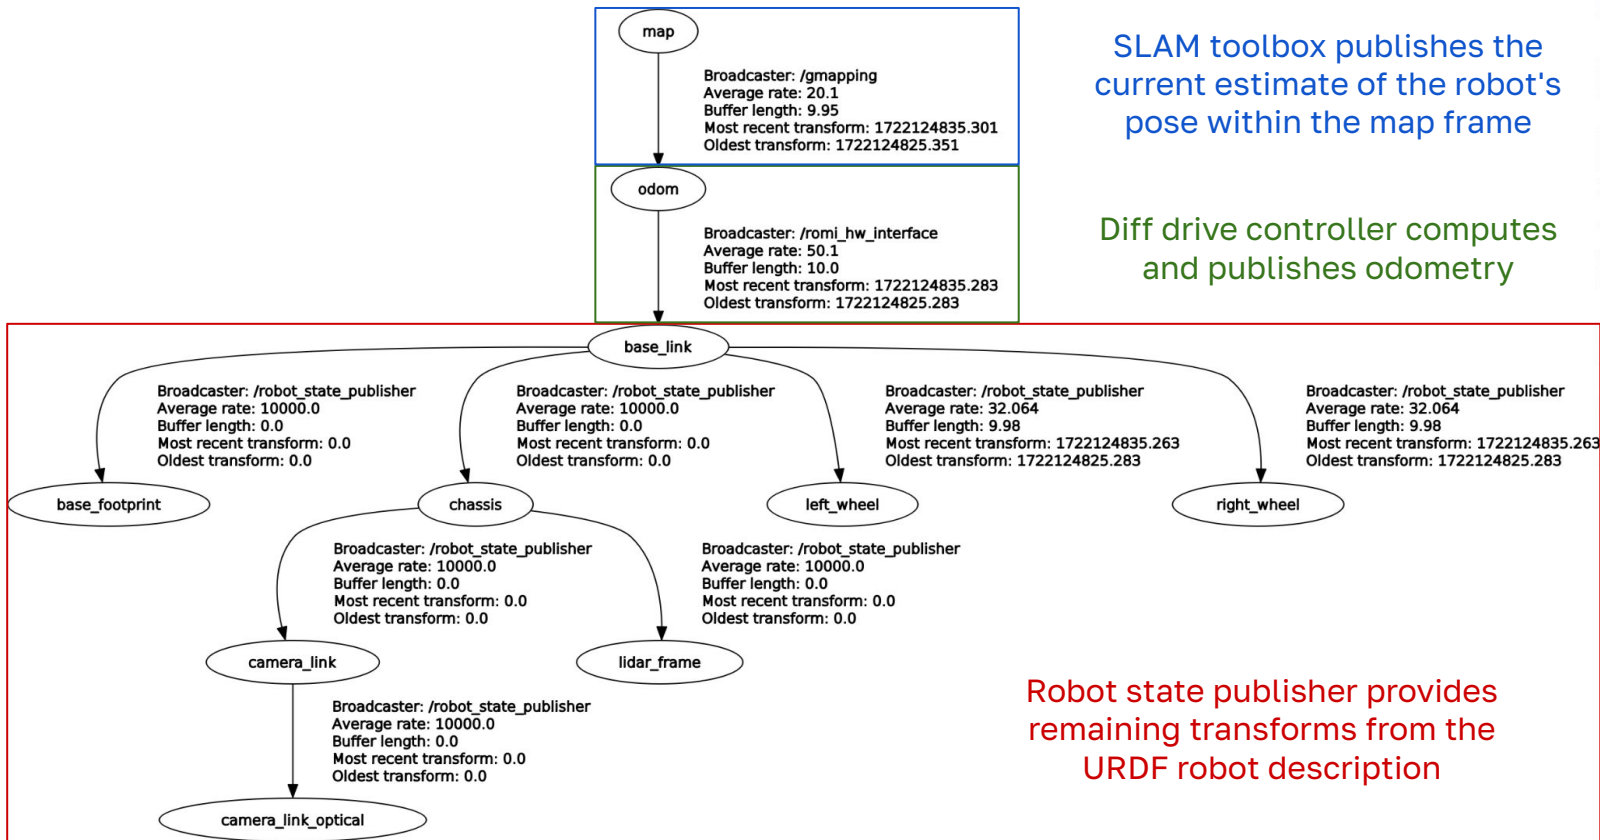 map
SLAM toolbox publishes the
current estimate of the robot's
pose within the map frame
Broadcaster: /gmapping
Average rate: 20.1
Buffer length: 9.95
Most recent transform: 1722124835.301
Oldest transform: 1722124825.351
odom
Diff drive controller computes
and publishes odometry
Broadcaster: /romi_hw_interface
Average rate: 50.1
Buffer length: 10.0
Most recent transform: 1722124835.283
Oldest transform: 1722124825.283
base_link
Broadcaster: /robot_state_publisher
Average rate: 10000.0
Buffer length: 0.0
Most recent transform: 0.0
Oldest transform: 0.0
Broadcaster: /robot_state_publisher
Average rate: 10000.0
Buffer length: 0.0
Most recent transform: 0.0
Oldest transform: 0.0
Broadcaster: /robot_state_publisher
Average rate: 32.064
Buffer length: 9.98
Most recent transform: 1722124835.263
Oldest transform: 1722124825.283
Broadcaster: /robot_state_publisher
Average rate: 32.064
Buffer length: 9.98
Most recent transform: 1722124835.263
Oldest transform: 1722124825.283
base_footprint
chassis
left_wheel
right_wheel
Broadcaster: /robot_state_publisher
Average rate: 10000.0
Buffer length: 0.0
Most recent transform: 0.0
Oldest transform: 0.0
Broadcaster: /robot_state_publisher
Average rate: 10000.0
Buffer length: 0.0
Most recent transform: 0.0
Oldest transform: 0.0
camera_link
lidar_frame
Broadcaster: /robot_state_publisher
Average rate: 10000.0
Buffer length: 0.0
Most recent transform: 0.0
Oldest transform: 0.0
Robot state publisher provides
remaining transforms from the
URDF robot description
camera_link_optical